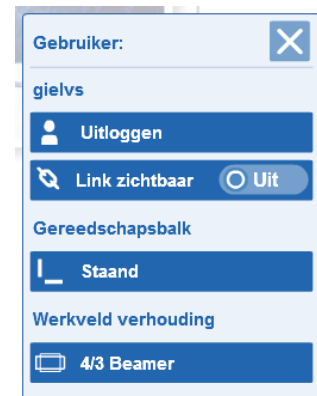 Gebruiker:
gielvs
Uitloggen
Link zichtbaar Uit
Gereedschapsbalk
Staand
Werkveld verhouding
4/3 Beamer